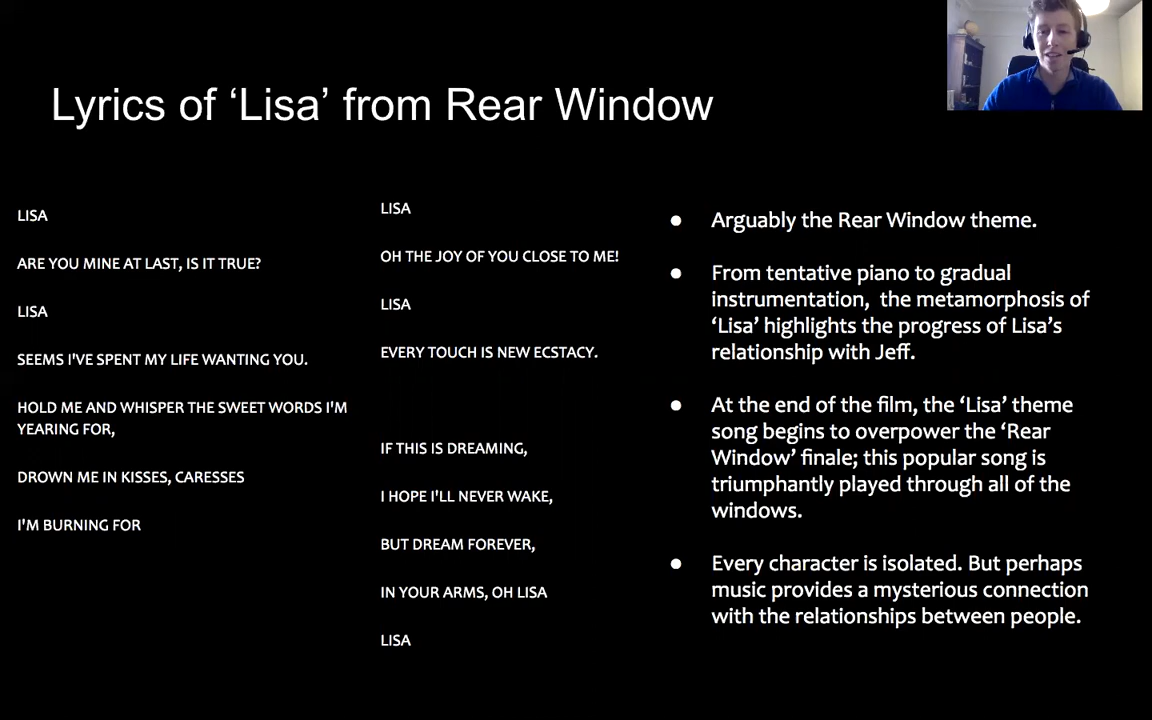 Lyrics of ‘Lisa’ from Rear Window
LISA
ARE YOU MINE AT LAST, IS IT TRUE?
LISA
SEEMS I'VE SPENT MY LIFE WANTING YOU.
HOLD ME AND WHISPER THE SWEET WORDS I'M
YEARING FOR,
DROWN ME IN KISSES, CARESSES
I'M BURNING FOR
LISA
OH THE JOY OF YOU CLOSE TO ME!
LISA
EVERY TOUCH IS NEW ECSTACY.
IF THIS IS DREAMING,
I HOPE I'LL NEVER WAKE,
BUT DREAM FOREVER,
IN YOUR ARMS, OH LISA
LISA
● Arguably the Rear Window theme.
● From tentative piano to gradual
instrumentation,  the metamorphosis of
‘Lisa’ highlights the progress of Lisa’s
relationship with Jeff.
● At the end of the film, the ‘Lisa’ theme
song begins to overpower the ‘Rear
Window’ finale; this popular song is
triumphantly played through all of the
windows.
● Every character is isolated. But perhaps
music provides a mysterious connection
with the relationships between people.